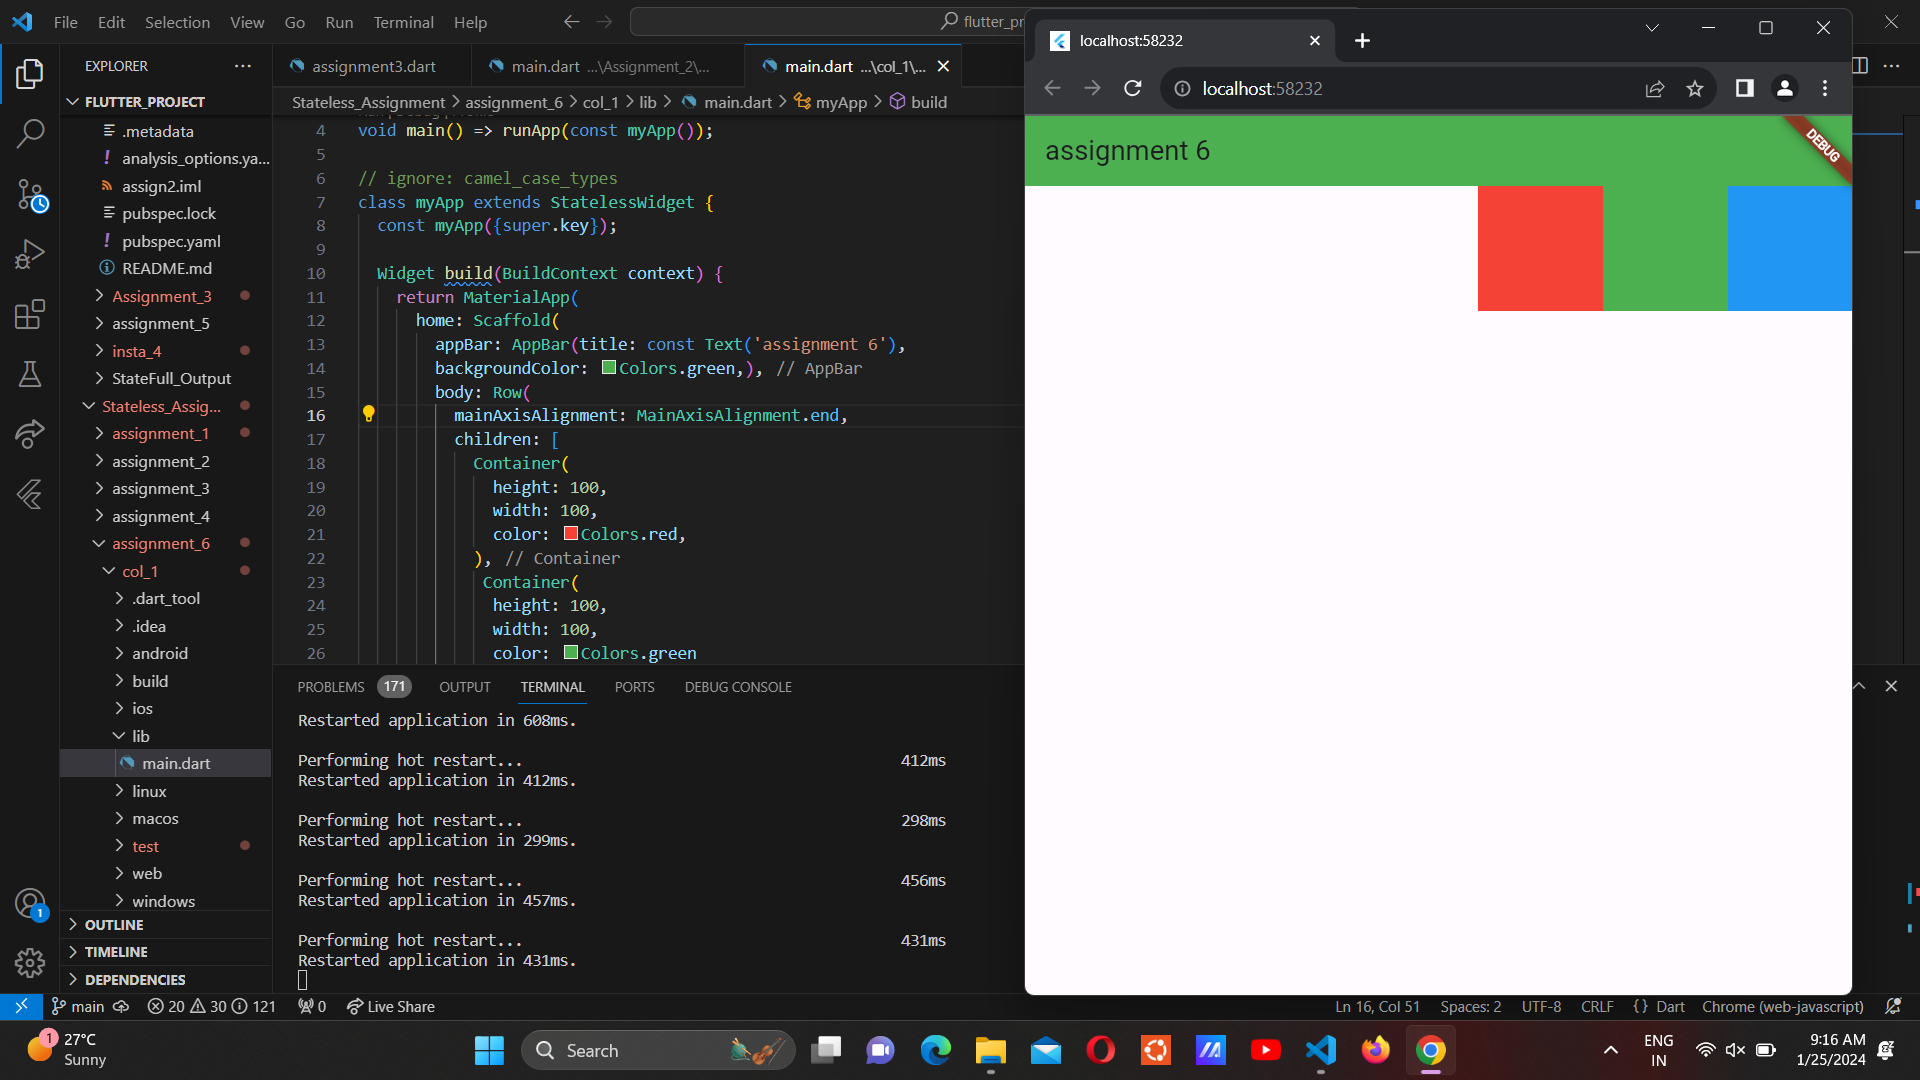 File Edit Selection View Go Run Terminal Help
flutter_pr
EXPLORER
FLUTTER_PROJECT
.metadata
analysis_options.ya...
assign2.iml
pubspec.lock
pubspec.yaml
README.md
Assignment_3
assignment_5
insta_4
StateFull_Output
Stateless_Assig...
assignment_1
assignment_2
assignment_3
assignment_4
assignment_6
col_1
.dart_tool
.idea
android
build
ios
lib
main.dart
linux
macos
test
web
windows
OUTLINE
TIMELINE
DEPENDENCIES
assignment3.dart
main.dart ...\Assignment_2\...
main.dart ...\col_1\...
Stateless_Assignment > assignment_6 > col_1 > lib > main.dart > myApp > build
4 void main() => runApp(const myApp());
5
6 // ignore: camel_case_types
7 class myApp extends StatelessWidget {
8 const myApp({super.key});
9
10 Widget build(BuildContext context) {
11 return MaterialApp(
12 home: Scaffold(
13 appBar: AppBar(title: const Text('assignment 6'),
14 backgroundColor: Colors.green,), // AppBar
15 body: Row(
16 mainAxisAlignment: MainAxisAlignment.end,
17 children: [
18 Container(
19 height: 100,
20 width: 100,
21 color: Colors.red,
22 ), // Container
23 Container(
24 height: 100,
25 width: 100,
26 color: Colors.green
PROBLEMS 171 OUTPUT TERMINAL PORTS DEBUG CONSOLE
Restarted application in 608ms.
Performing hot restart... 412ms
Restarted application in 412ms.
Performing hot restart... 298ms
Restarted application in 299ms.
Performing hot restart... 456ms
Restarted application in 457ms.
Performing hot restart... 431ms
Restarted application in 431ms.
localhost:58232
localhost:58232
assignment 6
DEBUG
1
main 20 30 121 0 Live Share
Ln 16, Col 51 Spaces: 2 UTF-8 CRLF {} Dart Chrome (web-javascript)
1
27°C
Sunny
Search
ENG
IN
9:16 AM
1/25/2024